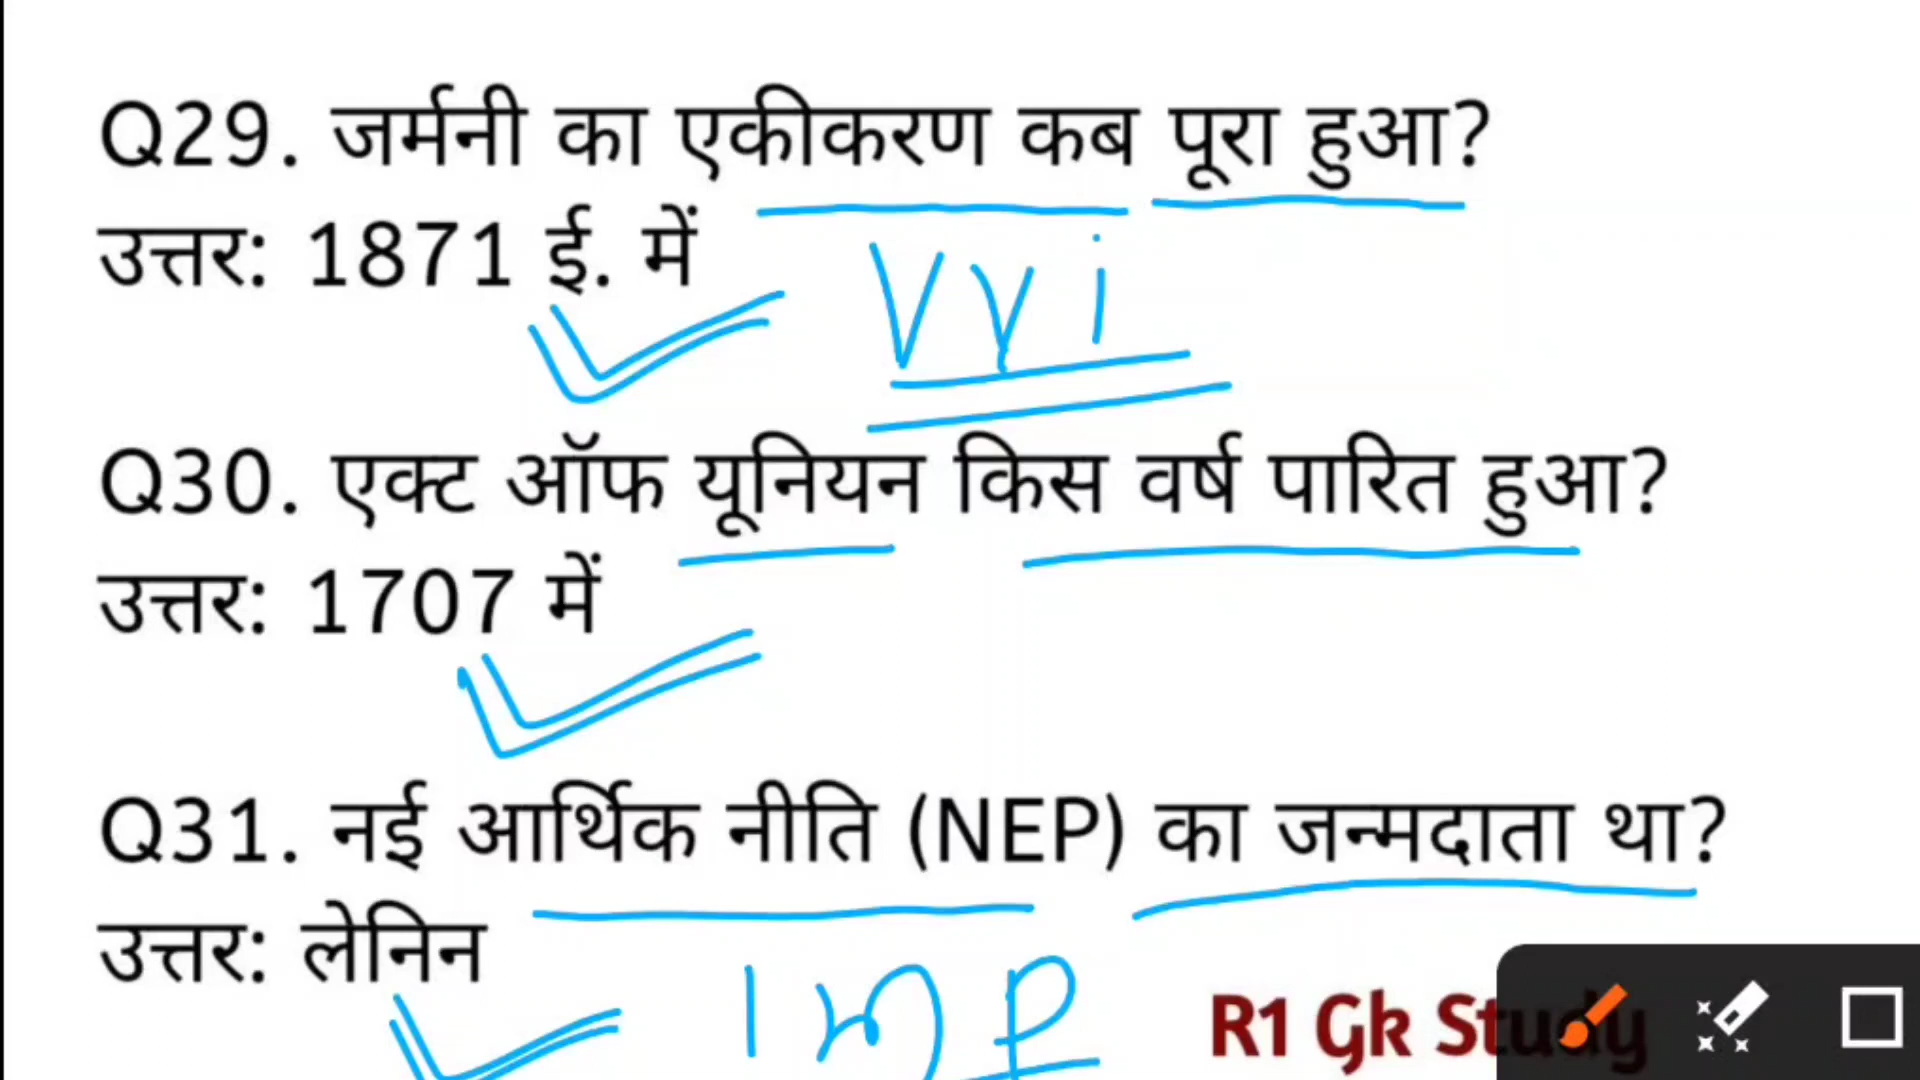 Q29. जर्मनी का एकीकरण कब पूरा हुआ?
उत्तर: 1871 ई. में
VVi
Q30. एक्ट ऑफ यूनियन किस वर्ष पारित हुआ?
उत्तर: 1707 में
Q31. नई आर्थिक नीति (NEP) का जन्मदाता था?
उत्तर: लेनिन
IMP
R1 Gk Study